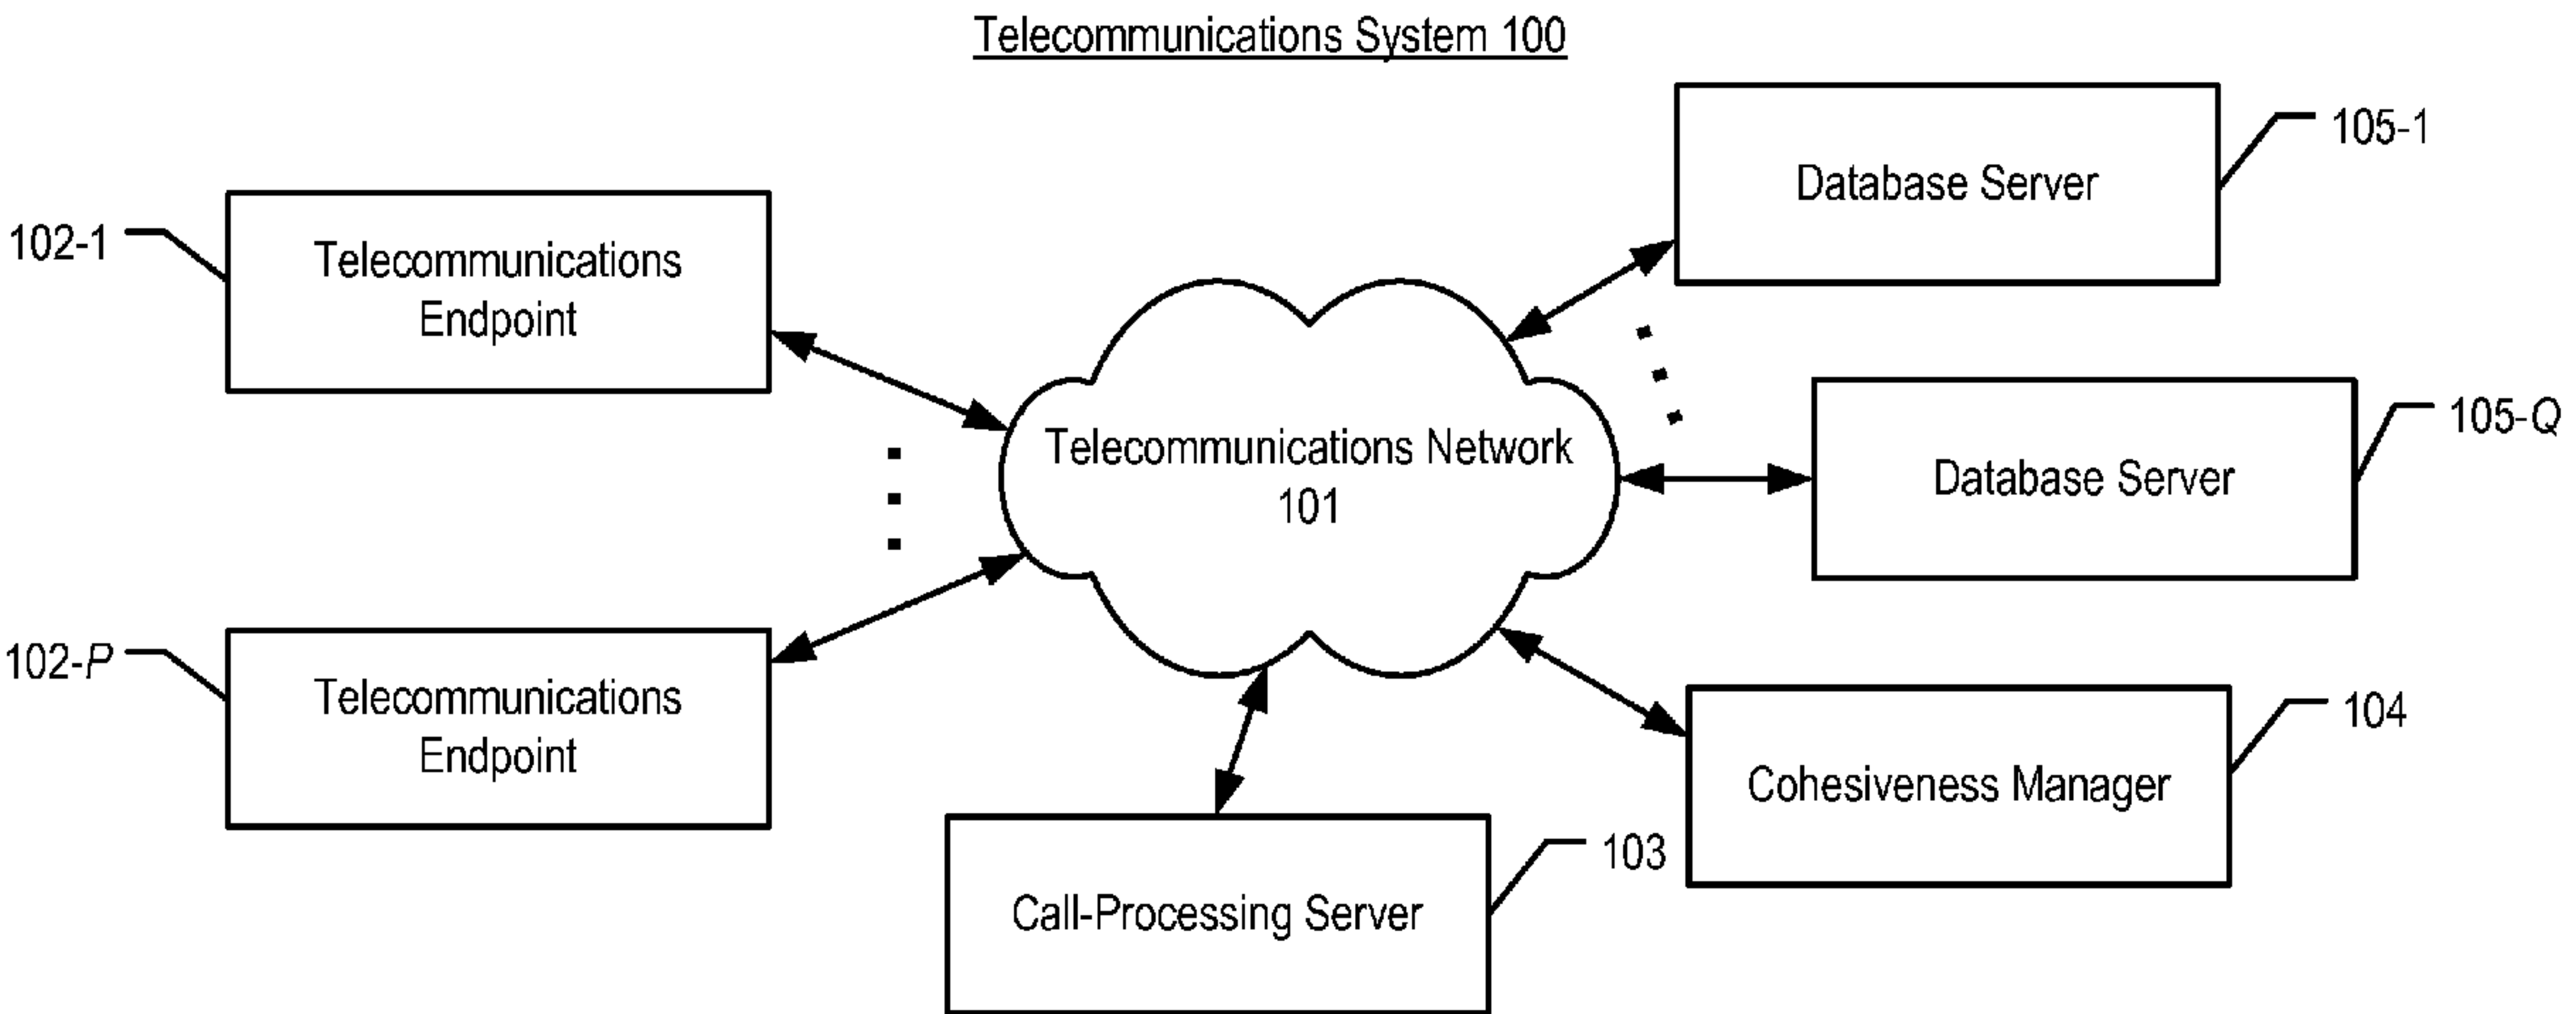 Telecommunications System 100
105-1
Database Server
102-1
Telecommunications
Endpoint
105-Q
Telecommunications Network
101
Database Server
102-P
Telecommunications
Endpoint
104
Cohesiveness Manager
103
Call-Processing Server